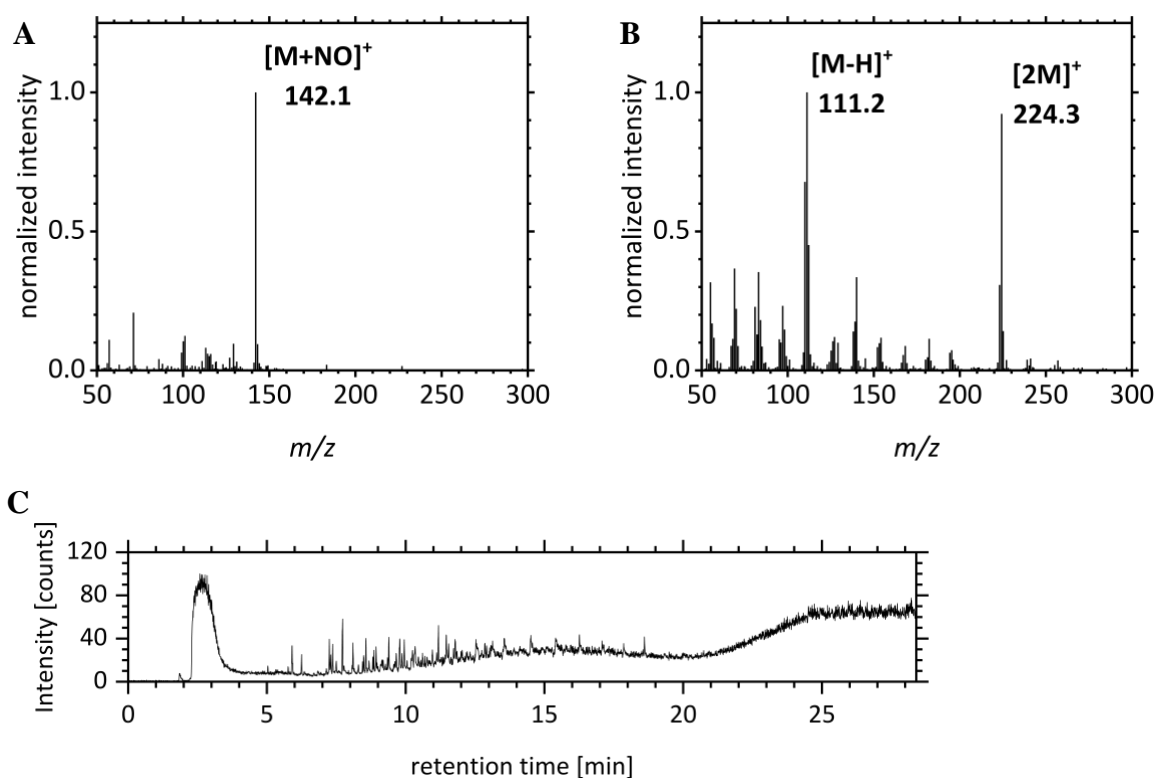 A
normalized intensity
1.0
0.5
0.0
[M+NO]+
142.1
50 100 150 200 250 300
m/z
B
normalized intensity
1.0
0.5
0.0
[M-H]+
111.2
[2M]+
224.3
50 100 150 200 250 300
m/z
C
Intensity [counts]
120
80
40
0
0 5 10 15 20 25
retention time [min]